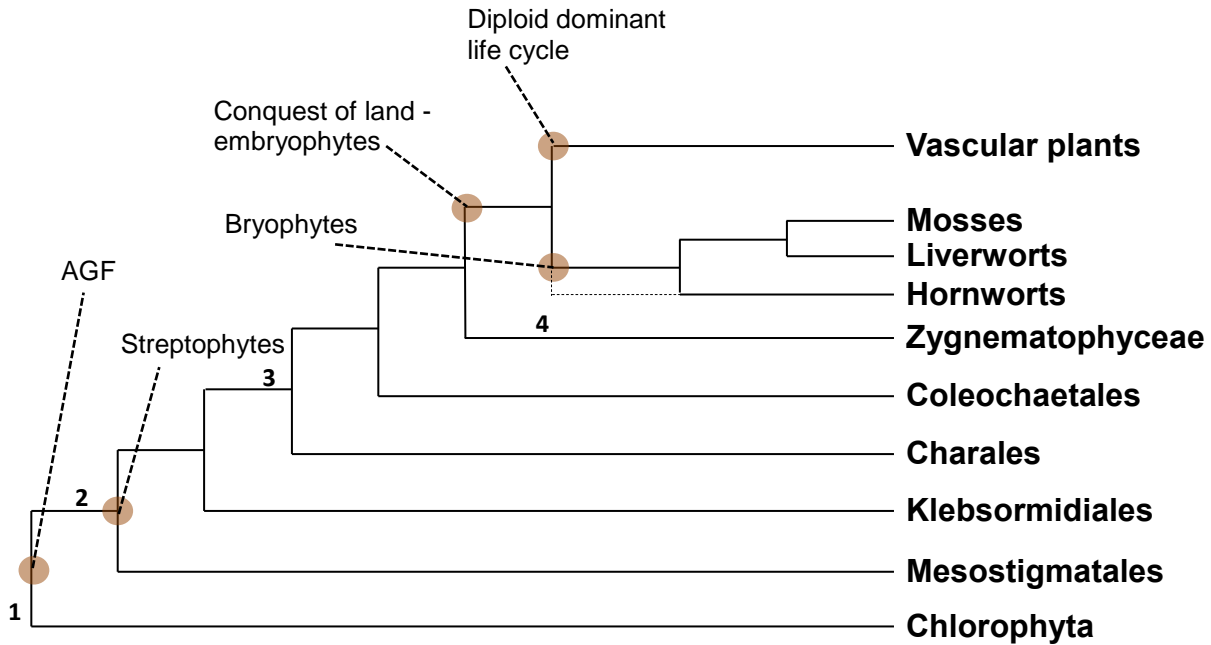 Diploid dominant
life cycle
Conquest of land -
embryophytes
Vascular plants
Bryophytes
Mosses
Liverworts
AGF
Hornworts
4
Streptophytes
Zygnematophyceae
3
Coleochaetales
Charales
2
Klebsormidiales
Mesostigmatales
1
Chlorophyta